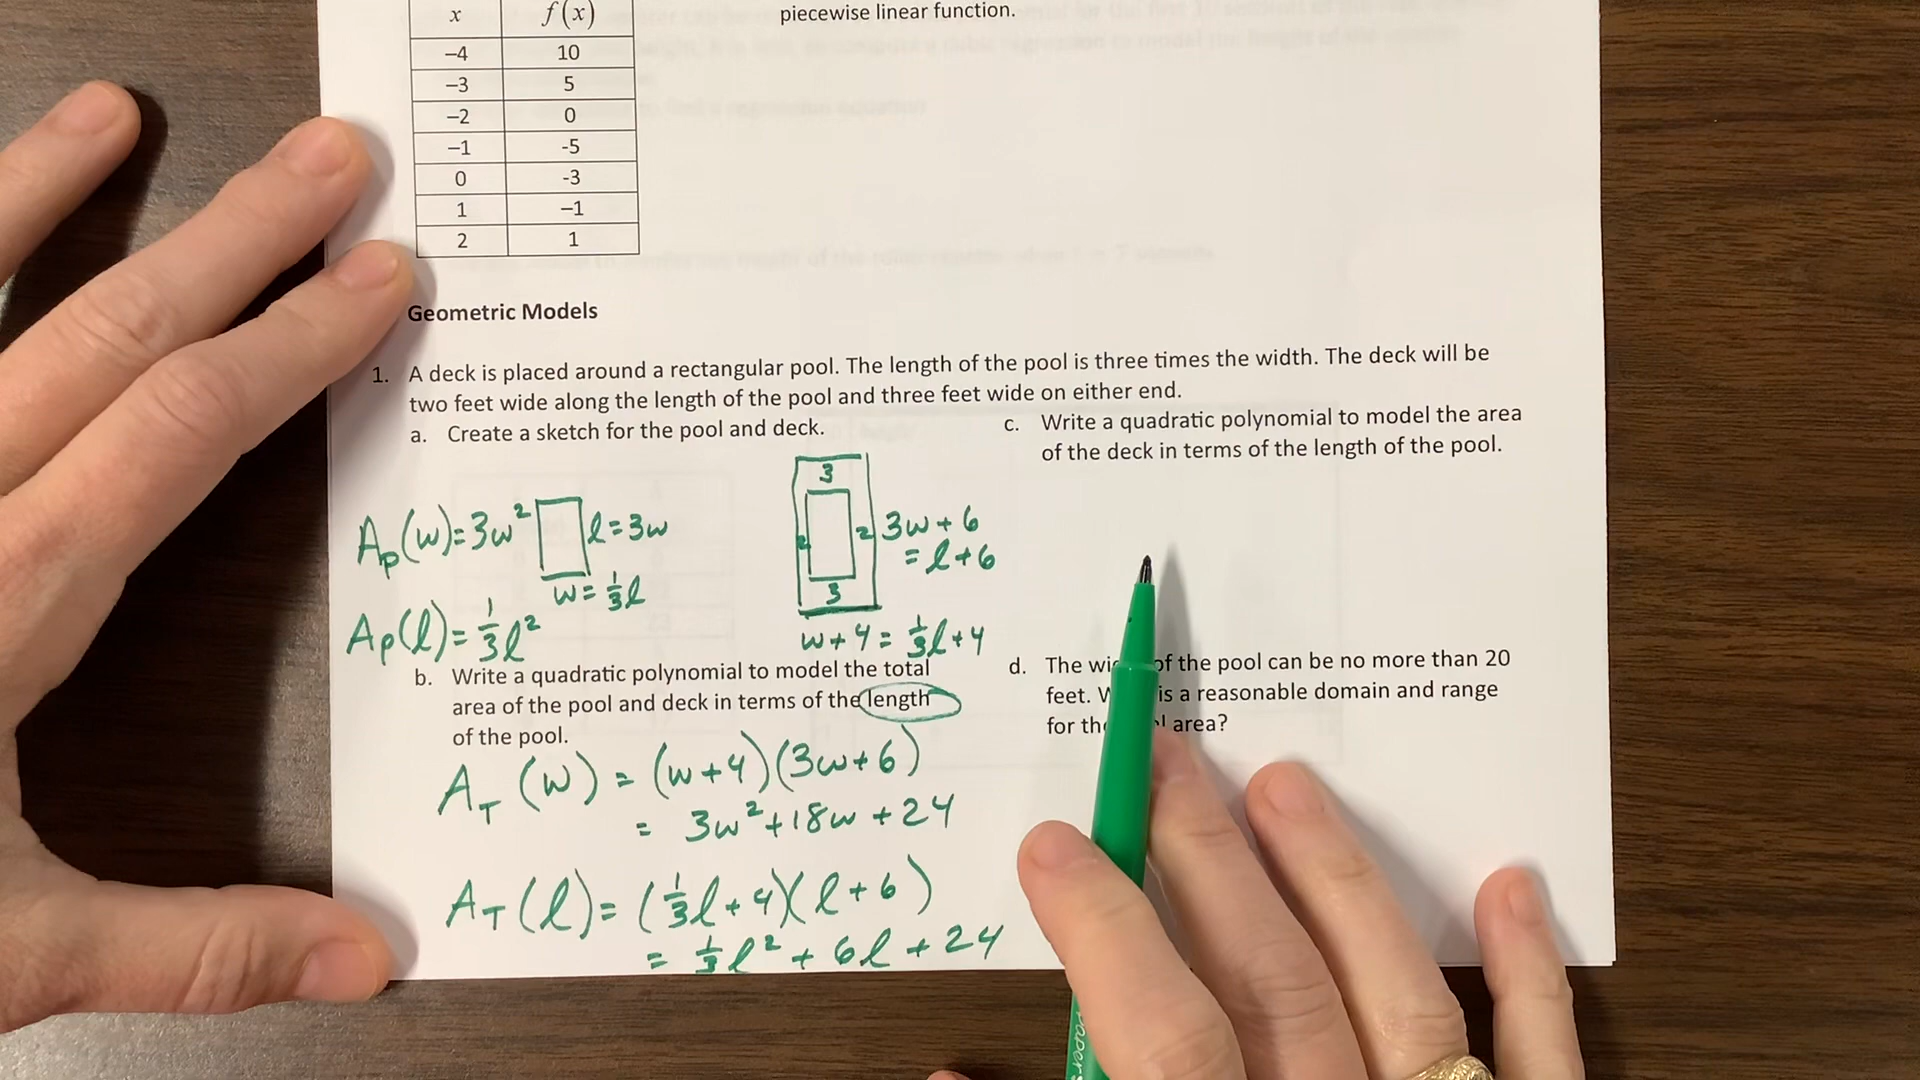 x f(x)
−4 10
−3 5
−2 0
−1 -5
0 -3
1 −1
2 1
piecewise linear function.
Geometric Models
1. A deck is placed around a rectangular pool. The length of the pool is three times the width. The deck will be
two feet wide along the length of the pool and three feet wide on either end.
a. Create a sketch for the pool and deck.
A_P(w)=3w² l=3w
w=⅓l
A_P(l)=⅓l²
3
2 2
3
3w+6
=l+6
w+4=⅓l+4
b. Write a quadratic polynomial to model the total
area of the pool and deck in terms of the length
of the pool.
A_T(w) = (w+4)(3w+6)
= 3w²+18w+24
A_T(l)=(⅓l+4)(l+6)
= ⅓l²+6l+24
c. Write a quadratic polynomial to model the area
of the deck in terms of the length of the pool.
d. The of the pool can be no more than 20
feet. is a reasonable domain and range
for area?